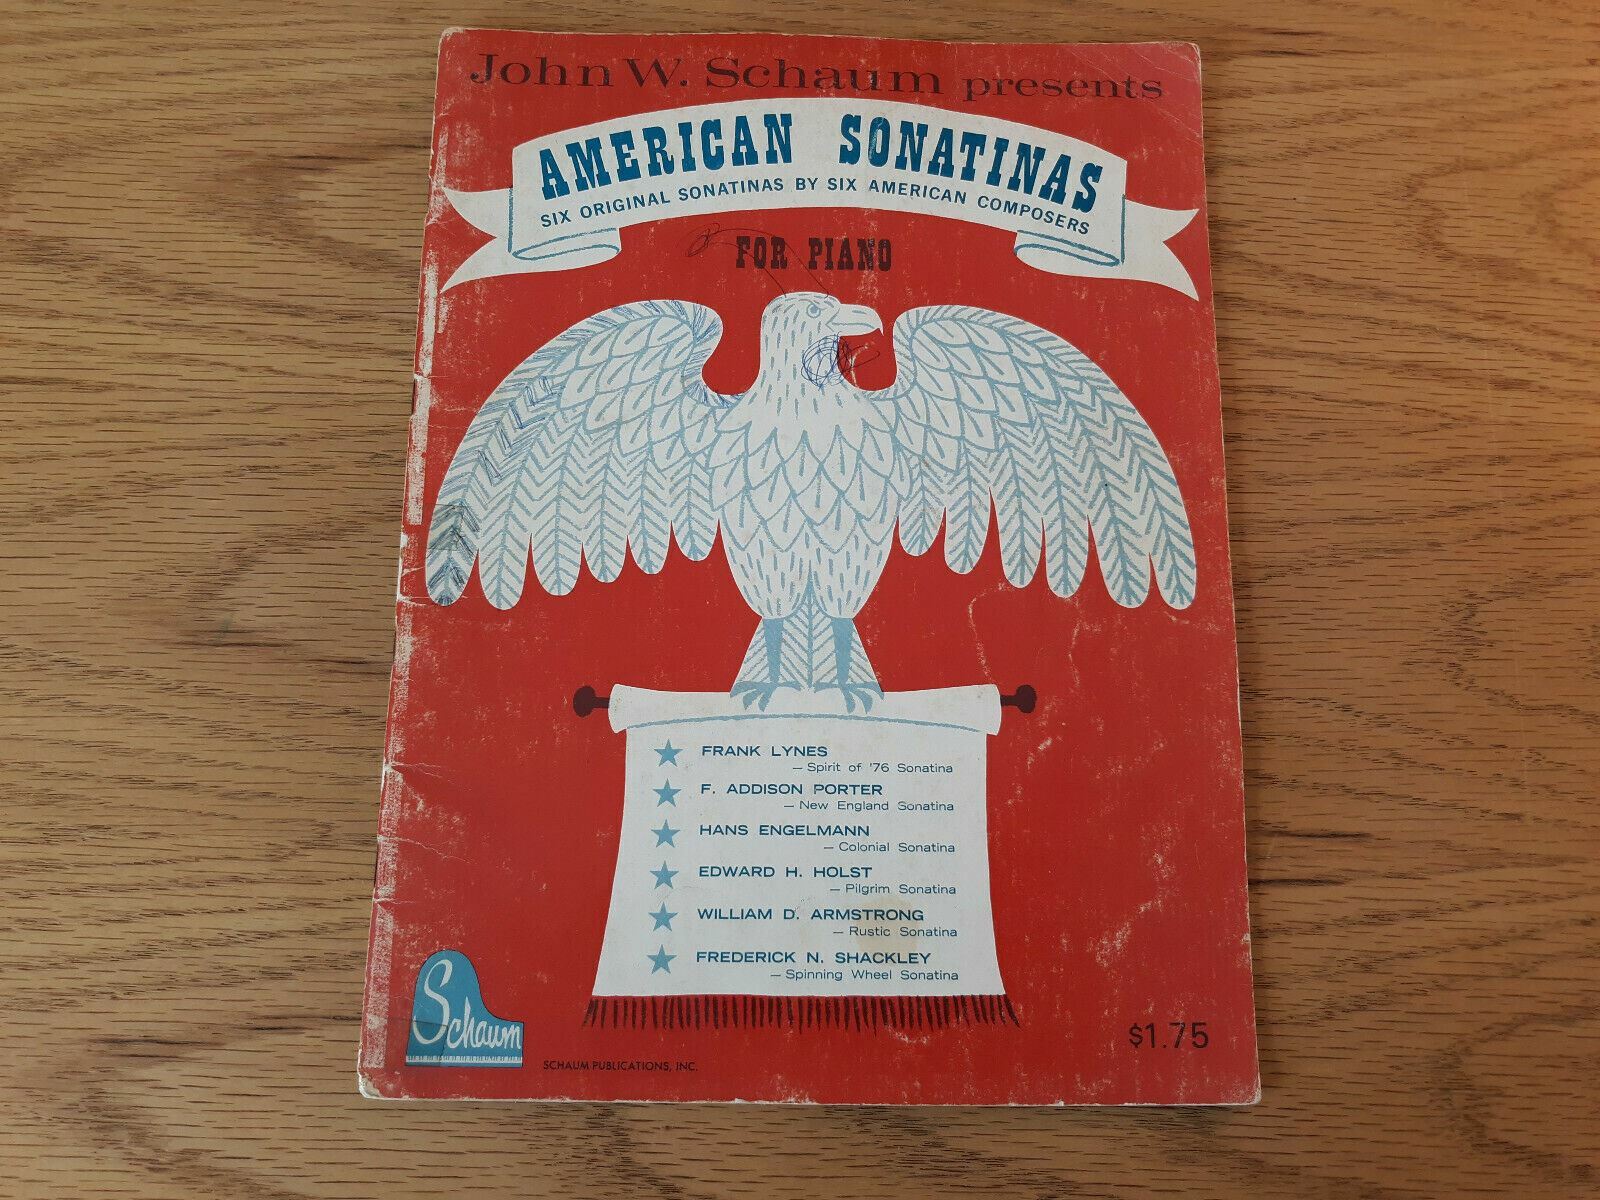 John W. Schaum presents
AMERICAN SONATINAS
SIX ORIGINAL SONATINAS BY SIX AMERICAN COMPOSERS
FOR PIANO
FRANK LYNES
— Spirit of '76 Sonatina
F. ADDISON PORTER
— New England Sonatina
HANS ENGELMANN
— Colonial Sonatina
EDWARD H. HOLST
— Pilgrim Sonatina
WILLIAM D. ARMSTRONG
— Rustic Sonatina
FREDERICK N. SHACKLEY
— Spinning Wheel Sonatina
Schaum
SCHAUM PUBLICATIONS, INC.
$1.75